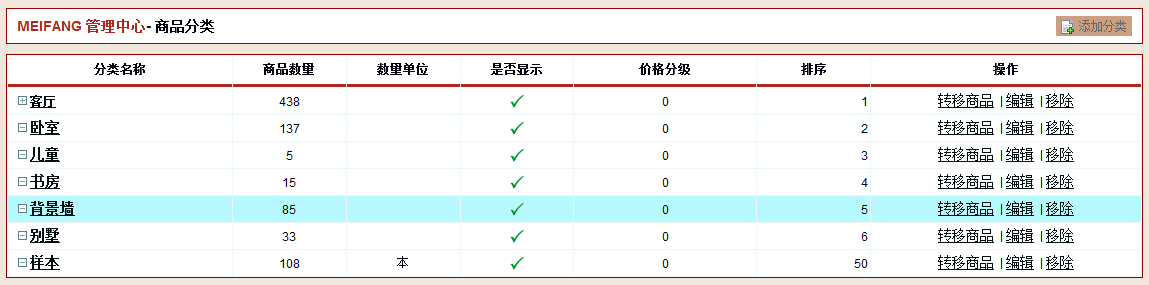 MEIFANG 管理中心 - 商品分类 添加分类
分类名称 商品数量 数量单位 是否显示 价格分级 排序 操作
客厅 438 0 1 转移商品 | 编辑 | 移除
卧室 137 0 2 转移商品 | 编辑 | 移除
儿童 5 0 3 转移商品 | 编辑 | 移除
书房 15 0 4 转移商品 | 编辑 | 移除
背景墙 85 0 5 转移商品 | 编辑 | 移除
别墅 33 0 6 转移商品 | 编辑 | 移除
样本 108 本 0 50 转移商品 | 编辑 | 移除